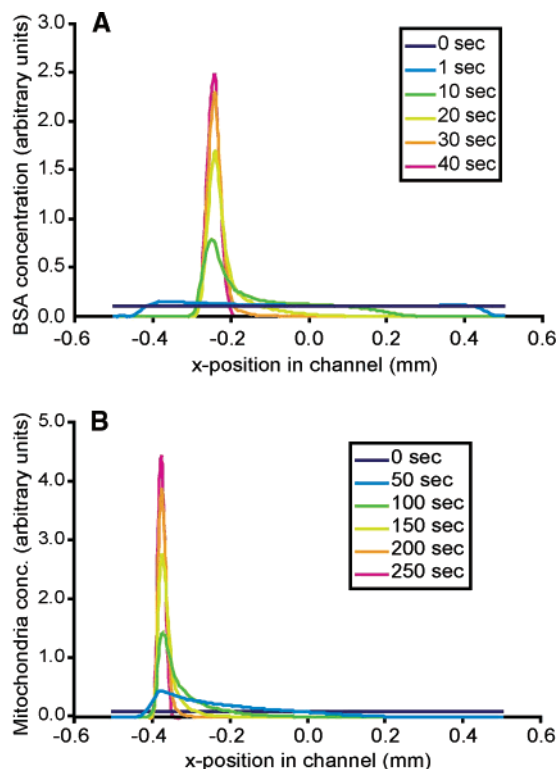 A
BSA concentration (arbitrary units)
3.0
2.5
2.0
1.5
1.0
0.5
0.0
-0.6 -0.4 -0.2 0.0 0.2 0.4 0.6
x-position in channel (mm)
0 sec
1 sec
10 sec
20 sec
30 sec
40 sec
B
Mitochondria conc. (arbitrary units)
5.0
4.0
3.0
2.0
1.0
0.0
-0.6 -0.4 -0.2 0.0 0.2 0.4 0.6
x-position in channel (mm)
0 sec
50 sec
100 sec
150 sec
200 sec
250 sec